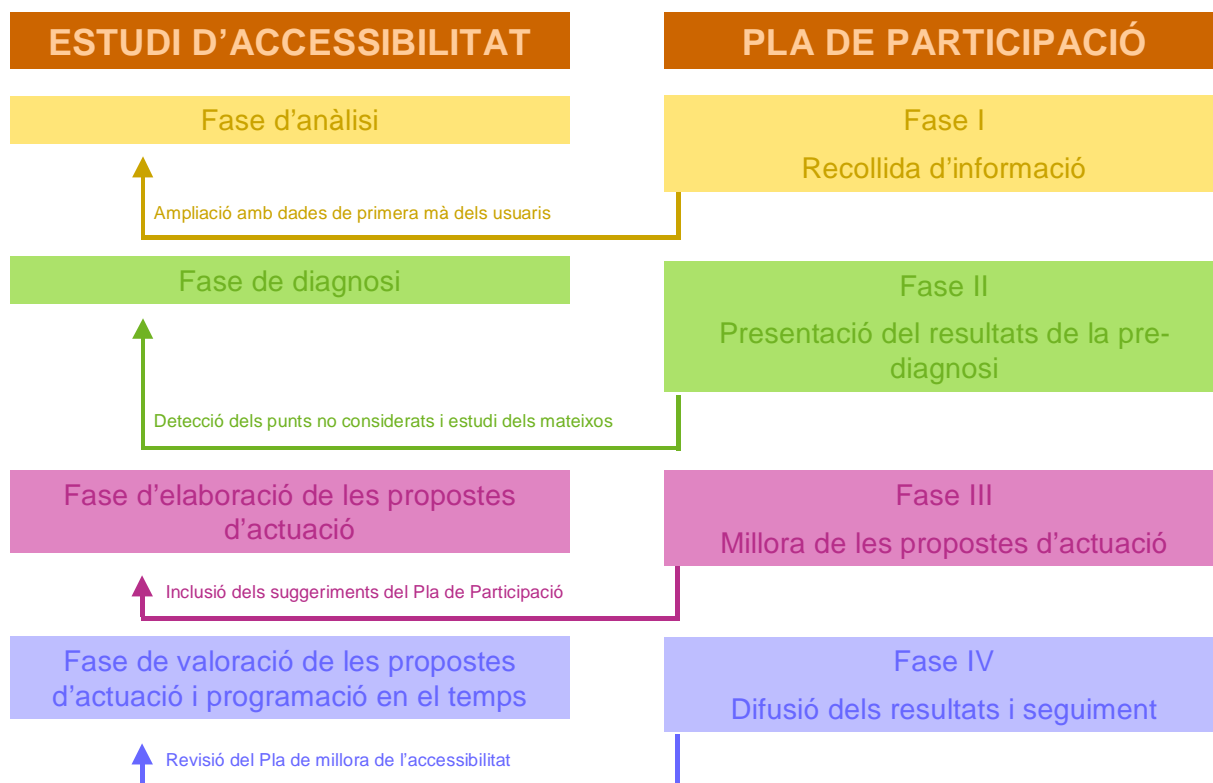 ESTUDI D’ACCESSIBILITAT
PLA DE PARTICIPACIÓ
Fase d’anàlisi
Fase I
Recollida d’informació
Ampliació amb dades de primera mà dels usuaris
Fase de diagnosi
Fase II
Presentació del resultats de la pre-
diagnosi
Detecció dels punts no considerats i estudi dels mateixos
Fase d’elaboració de les propostes
d’actuació
Fase III
Millora de les propostes d’actuació
Inclusió dels suggeriments del Pla de Participació
Fase de valoració de les propostes
d’actuació i programació en el temps
Fase IV
Difusió dels resultats i seguiment
Revisió del Pla de millora de l’accessibilitat